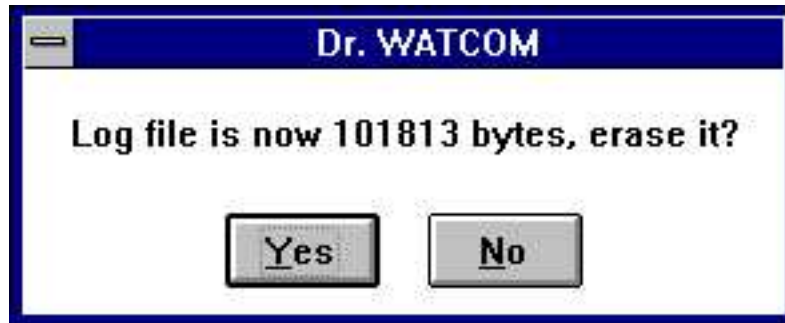 Dr. WATCOM
Log file is now 101813 bytes, erase it?
Yes No